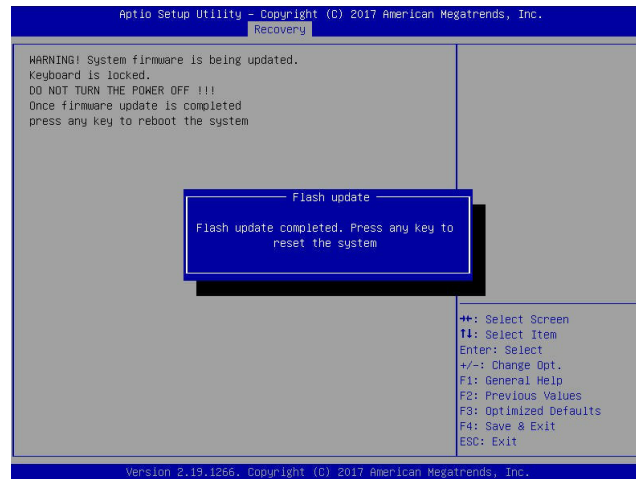 Aptio Setup Utility – Copyright (C) 2017 American Megatrends, Inc.
Recovery
WARNING! System firmware is being updated.
Keyboard is locked.
DO NOT TURN THE POWER OFF !!!
Once firmware update is completed
press any key to reboot the system
Flash update
Flash update completed. Press any key to
reset the system
→←: Select Screen
↑↓: Select Item
Enter: Select
+/-: Change Opt.
F1: General Help
F2: Previous Values
F3: Optimized Defaults
F4: Save & Exit
ESC: Exit
Version 2.19.1266. Copyright (C) 2017 American Megatrends, Inc.